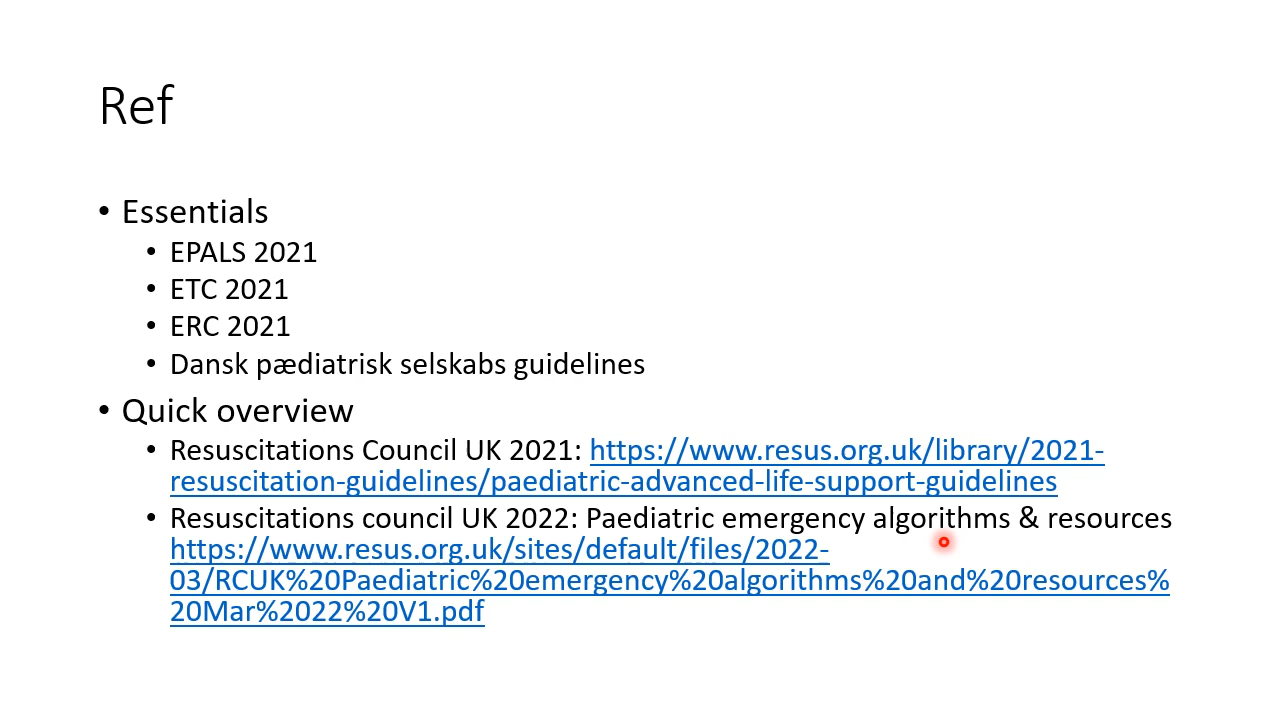 Ref
• Essentials
• EPALS 2021
• ETC 2021
• ERC 2021
• Dansk pædiatrisk selskabs guidelines
• Quick overview
• Resuscitations Council UK 2021: https://www.resus.org.uk/library/2021-
resuscitation-guidelines/paediatric-advanced-life-support-guidelines
• Resuscitations council UK 2022: Paediatric emergency algorithms & resources
https://www.resus.org.uk/sites/default/files/2022-
03/RCUK%20Paediatric%20emergency%20algorithms%20and%20resources%
20Mar%2022%20V1.pdf